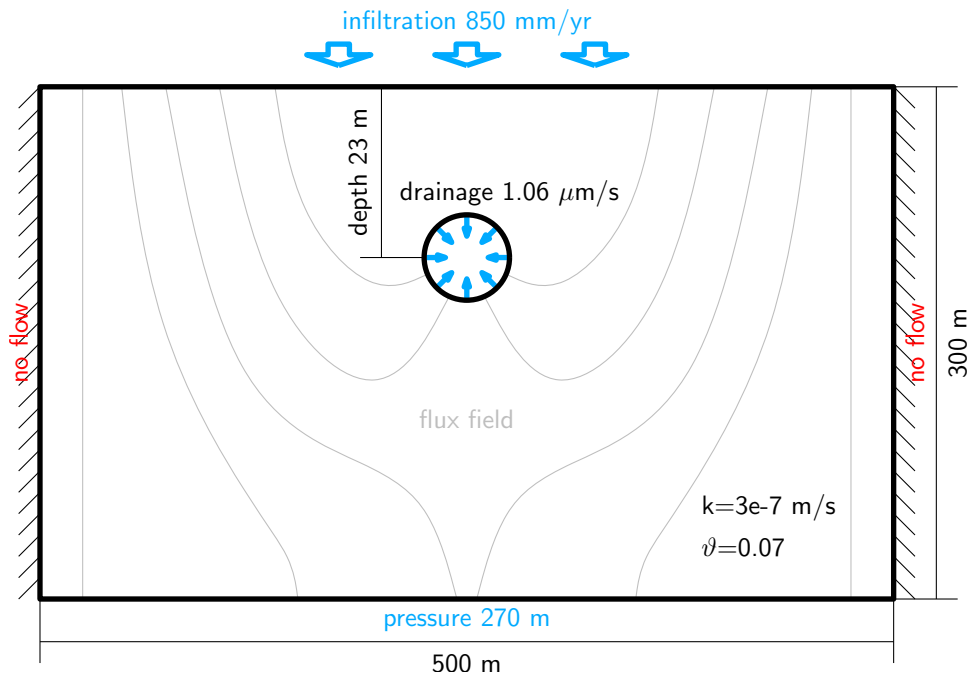 infiltration 850 mm/yr
depth 23 m
drainage 1.06 μm/s
no flow
no flow
300 m
flux field
k=3e-7 m/s
ϑ=0.07
pressure 270 m
500 m